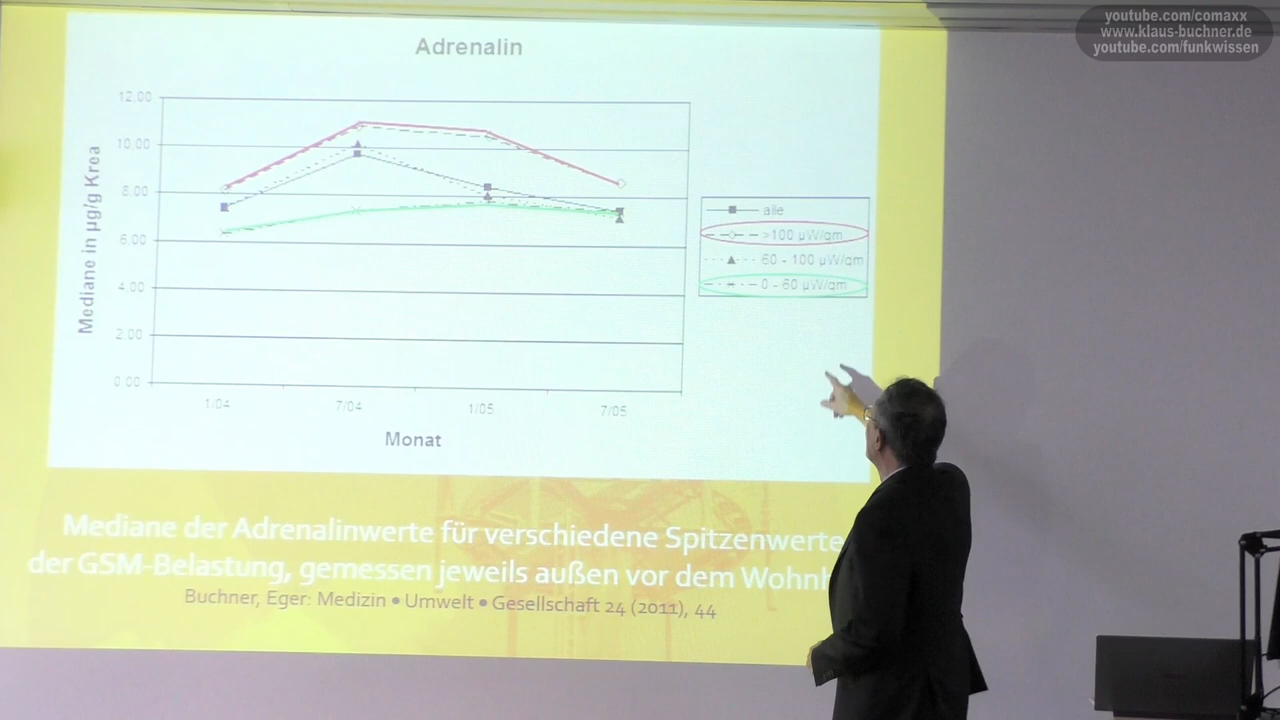 youtube.com/comaxx
www.klaus-buchner.de
youtube.com/funkwissen
Adrenalin
12.00
10.00
8.00
6.00
4.00
2.00
0.00
Mediane in µg/g Krea
1/04
7/04
1/05
7/05
Monat
alle
>100 µW/qm
60 - 100 µW/qm
0 - 60 µW/qm
Mediane der Adrenalinwerte für verschiedene Spitzenwerte
der GSM-Belastung, gemessen jeweils außen vor dem
Buchner, Eger: Medizin • Umwelt • Gesellschaft 24 (2011), 44